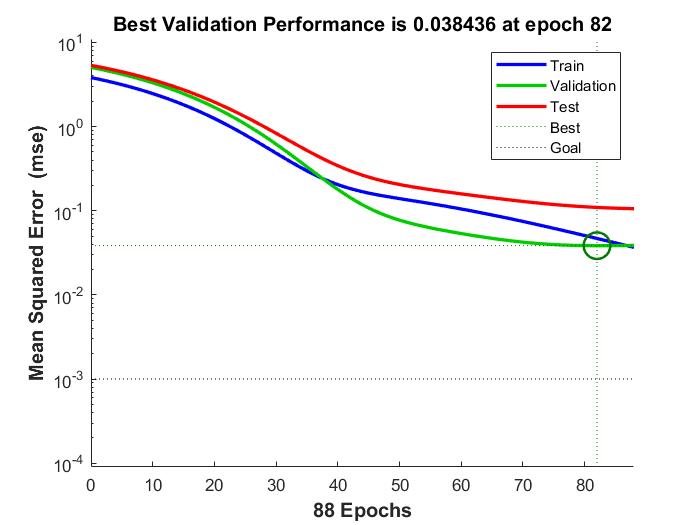 Best Validation Performance is 0.038436 at epoch 82
Mean Squared Error (mse)
10^1
10^0
10^-1
10^-2
10^-3
10^-4
Train
Validation
Test
Best
Goal
0 10 20 30 40 50 60 70 80
88 Epochs